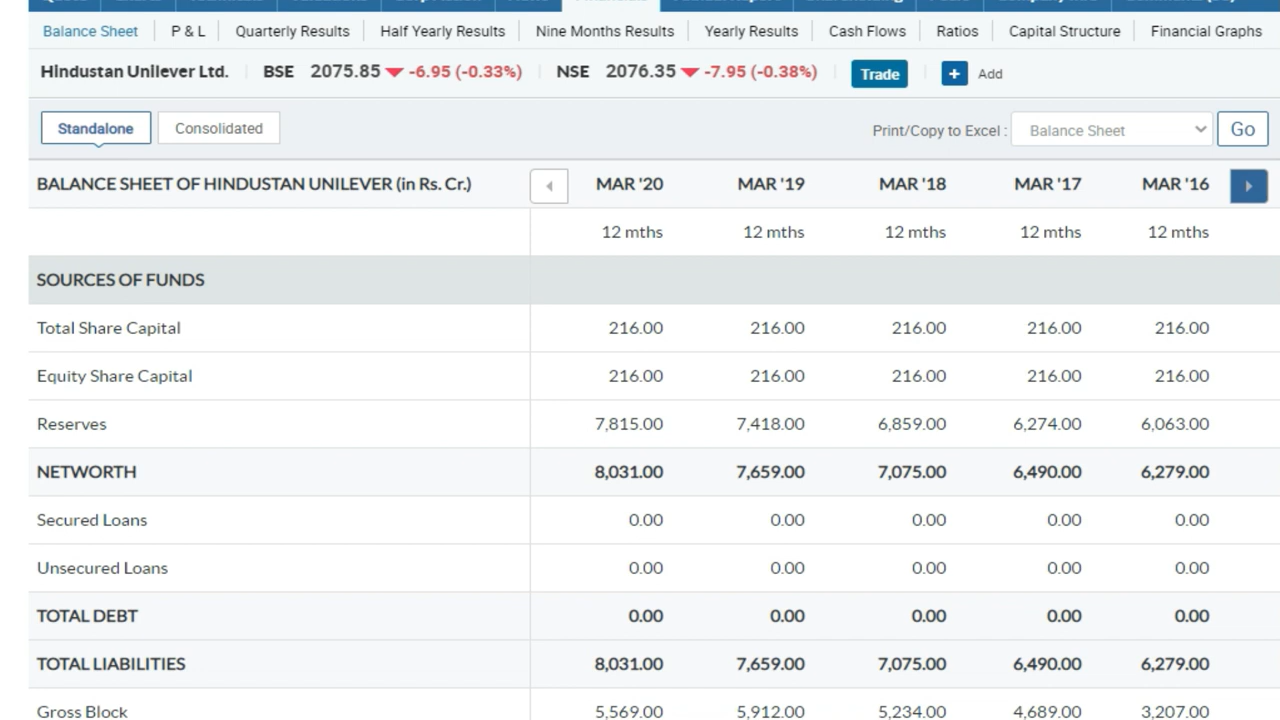 Balance Sheet P & L Quarterly Results Half Yearly Results Nine Months Results Yearly Results Cash Flows Ratios Capital Structure Financial Graphs
Hindustan Unilever Ltd. BSE 2075.85 -6.95 (-0.33%) NSE 2076.35 -7.95 (-0.38%) Trade + Add
Standalone Consolidated Print/Copy to Excel : Balance Sheet Go
BALANCE SHEET OF HINDUSTAN UNILEVER (in Rs. Cr.) MAR '20 MAR '19 MAR '18 MAR '17 MAR '16
12 mths 12 mths 12 mths 12 mths 12 mths
SOURCES OF FUNDS
Total Share Capital 216.00 216.00 216.00 216.00 216.00
Equity Share Capital 216.00 216.00 216.00 216.00 216.00
Reserves 7,815.00 7,418.00 6,859.00 6,274.00 6,063.00
NETWORTH 8,031.00 7,659.00 7,075.00 6,490.00 6,279.00
Secured Loans 0.00 0.00 0.00 0.00 0.00
Unsecured Loans 0.00 0.00 0.00 0.00 0.00
TOTAL DEBT 0.00 0.00 0.00 0.00 0.00
TOTAL LIABILITIES 8,031.00 7,659.00 7,075.00 6,490.00 6,279.00
Gross Block 5,569.00 5,912.00 5,234.00 4,689.00 3,207.00